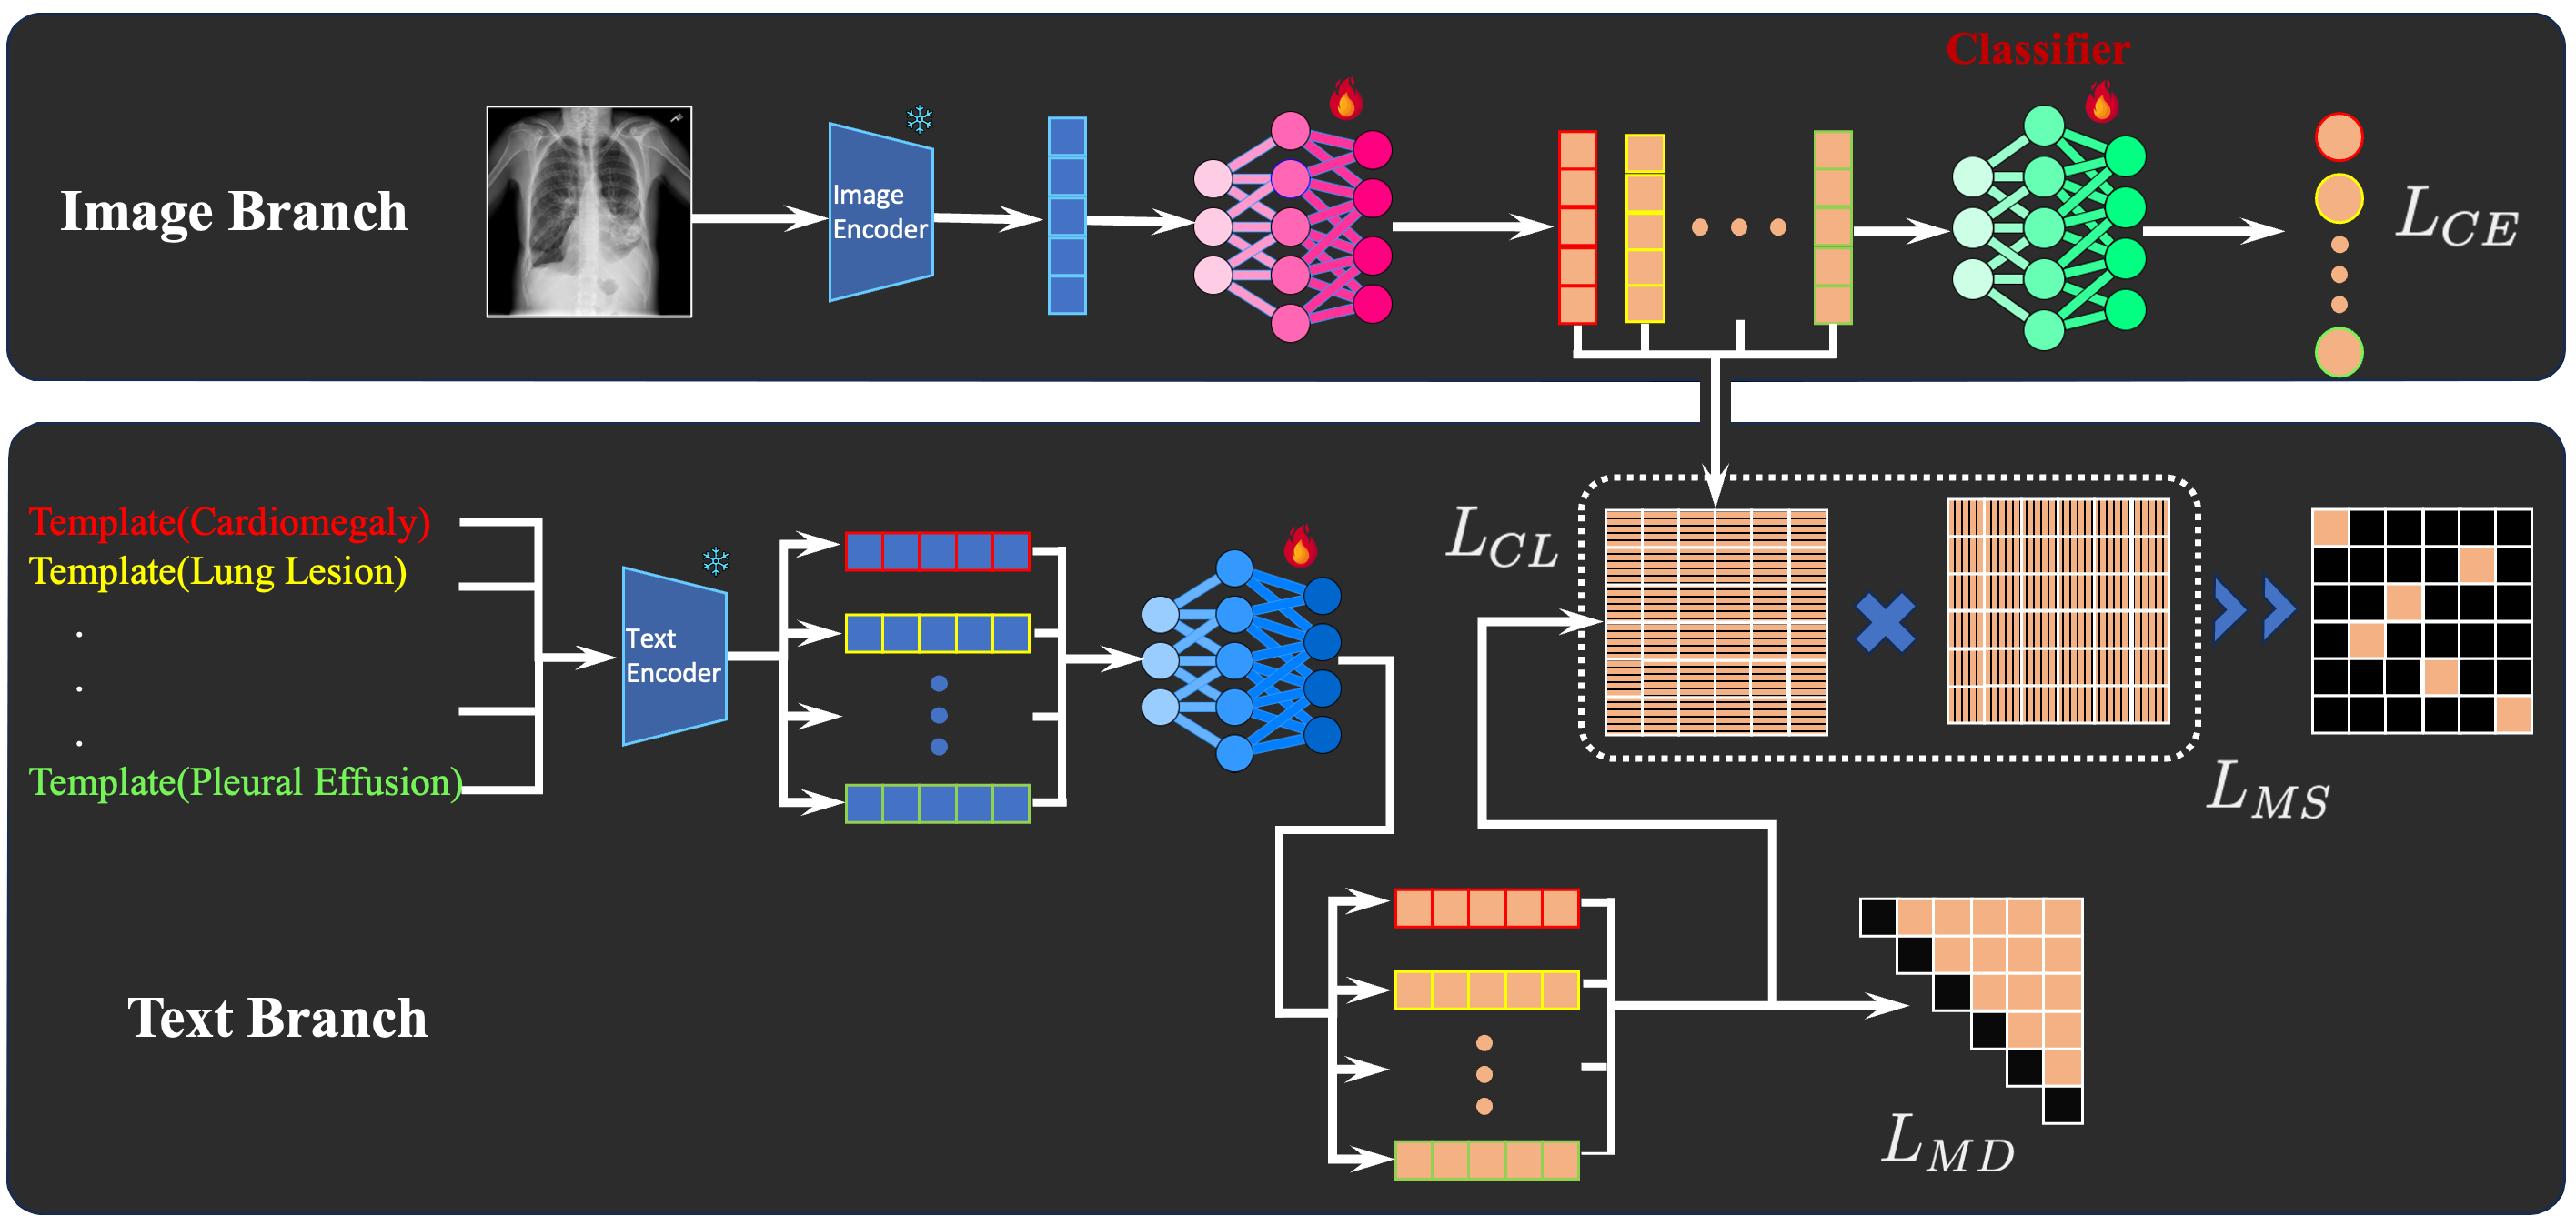 Classifier
Image Branch
Image
Encoder
L_{CE}
Template(Cardiomegaly)
Template(Lung Lesion)
.
.
.
Template(Pleural Effusion)
Text
Encoder
L_{CL}
L_{MS}
Text Branch
L_{MD}